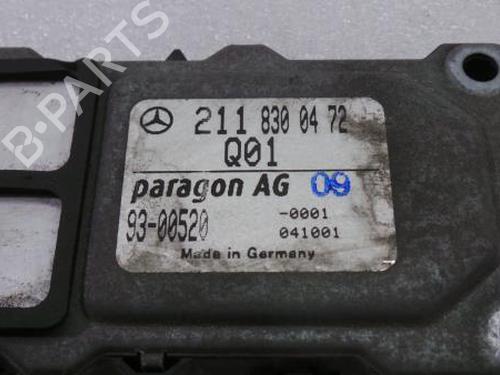 B-PARTS
211 830 04 72
Q01
paragon AG 09
93-00520 -0001
041001
Made in Germany